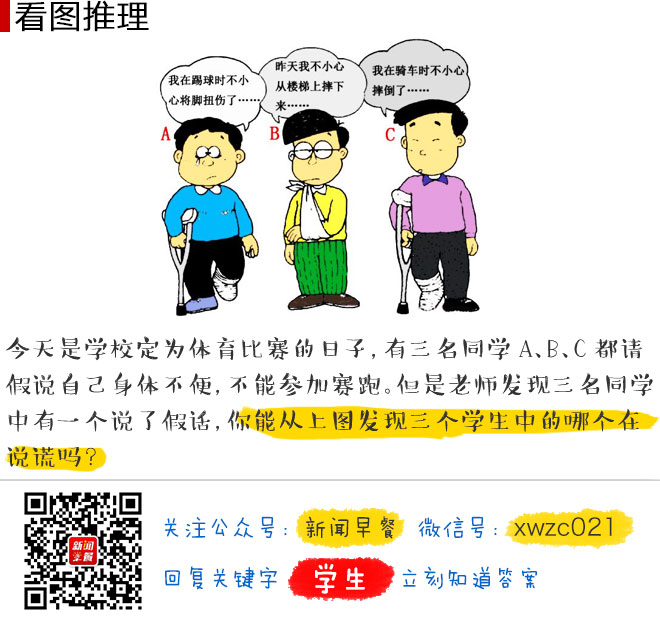 看图推理
我在踢球时不小
心将脚扭伤了……
昨天我不小心
从楼梯上摔下
来……
我在骑车时不小心
摔倒了……
A
B
C
今天是学校定为体育比赛的日子,有三名同学A、B、C都请
假说自己身体不便,不能参加赛跑。但是老师发现三名同学
中有一个说了假话,你能从上图发现三个学生中的哪个在
说谎吗?
新闻
早餐
关注公众号: 新闻早餐 微信号: xwzc021
回复关键字 学生 立刻知道答案